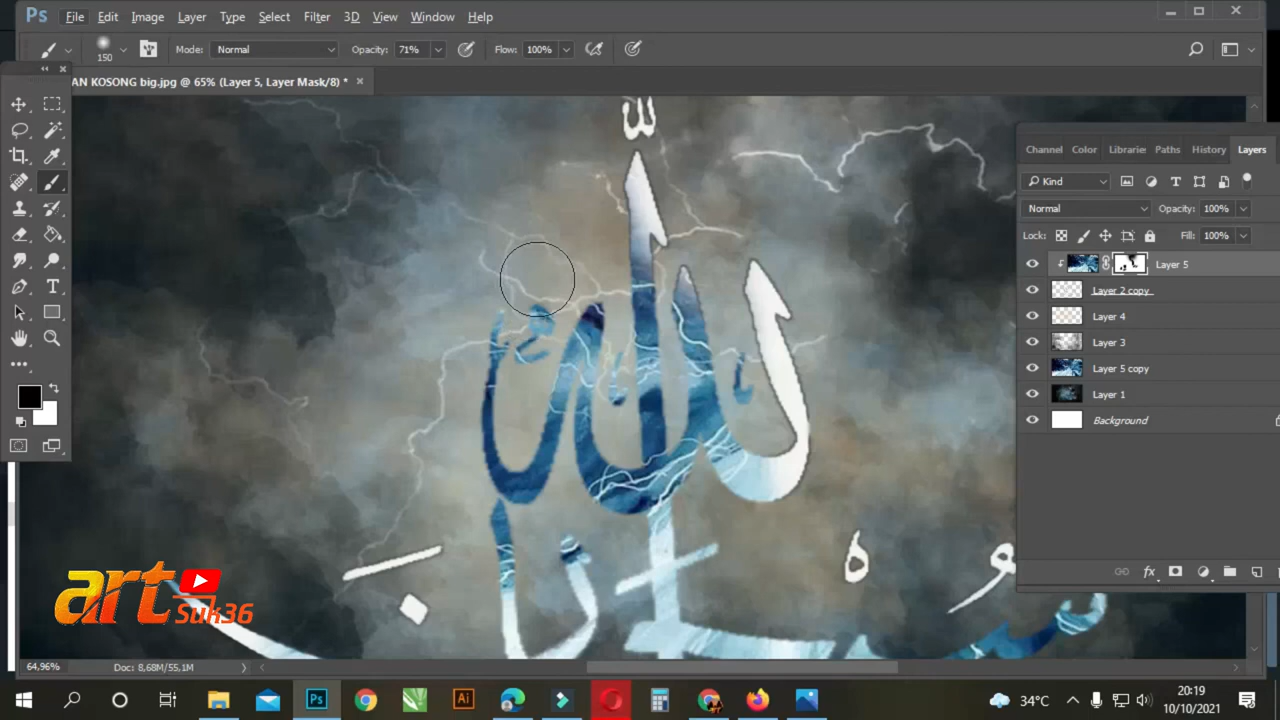 Ps File Edit Image Layer Type Select Filter 3D View Window Help
150 Mode: Normal Opacity: 71% Flow: 100%
AN KOSONG big.jpg @ 65% (Layer 5, Layer Mask/8) *
Channel Color Librarie Paths History Layers
Kind
Normal Opacity: 100%
Lock: Fill: 100%
Layer 5
Layer 2 copy
Layer 4
Layer 3
Layer 5 copy
Layer 1
Background
fx
الله
art
Suk36
64,96% Doc: 8,68M/55,1M
Ps Ai 34°C 20:19
10/10/2021